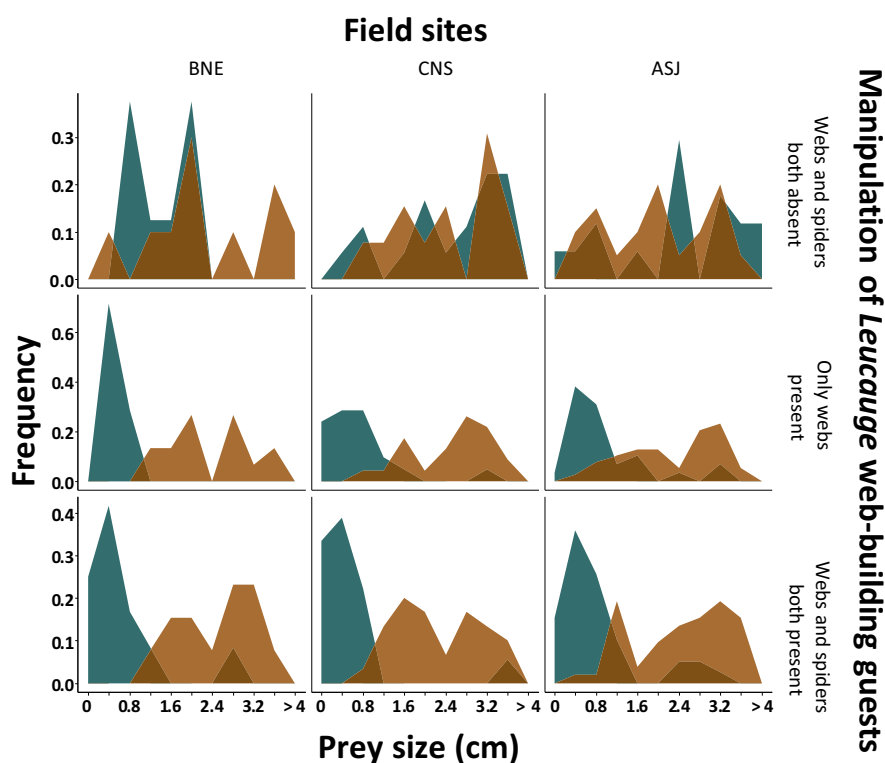 Field sites
BNE
CNS
ASJ
0.3
0.2
0.1
0.0
Webs and spiders
both absent
0.6
0.4
0.2
0.0
Only webs
present
0.4
0.3
0.2
0.1
0.0
Webs and spiders
both present
0 0.8 1.6 2.4 3.2 > 4
0 0.8 1.6 2.4 3.2 > 4
0 0.8 1.6 2.4 3.2 > 4
Frequency
Prey size (cm)
Manipulation of Leucauge web-building guests